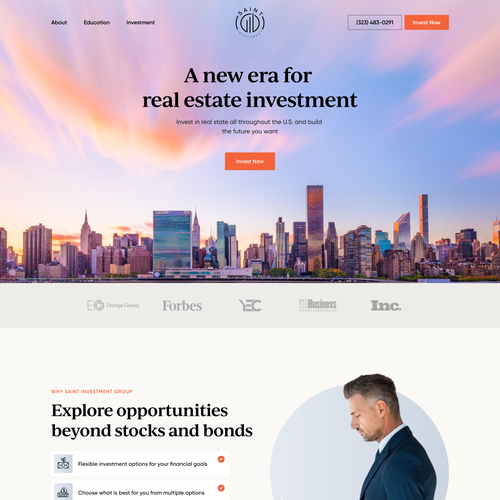 About
Education
Investment
SAINT
INVESTMENT
(323) 483-0291
Invest Now
A new era for
real estate investment
Invest in real state all throughout the U.S. and build
the future you want
Invest Now
EO Orange County
Forbes
YEC
Business
Inc.
WHY SAINT INVESTMENT GROUP
Explore opportunities
beyond stocks and bonds
Flexible investment options for your financial goals
Choose what is best for you from multiple options